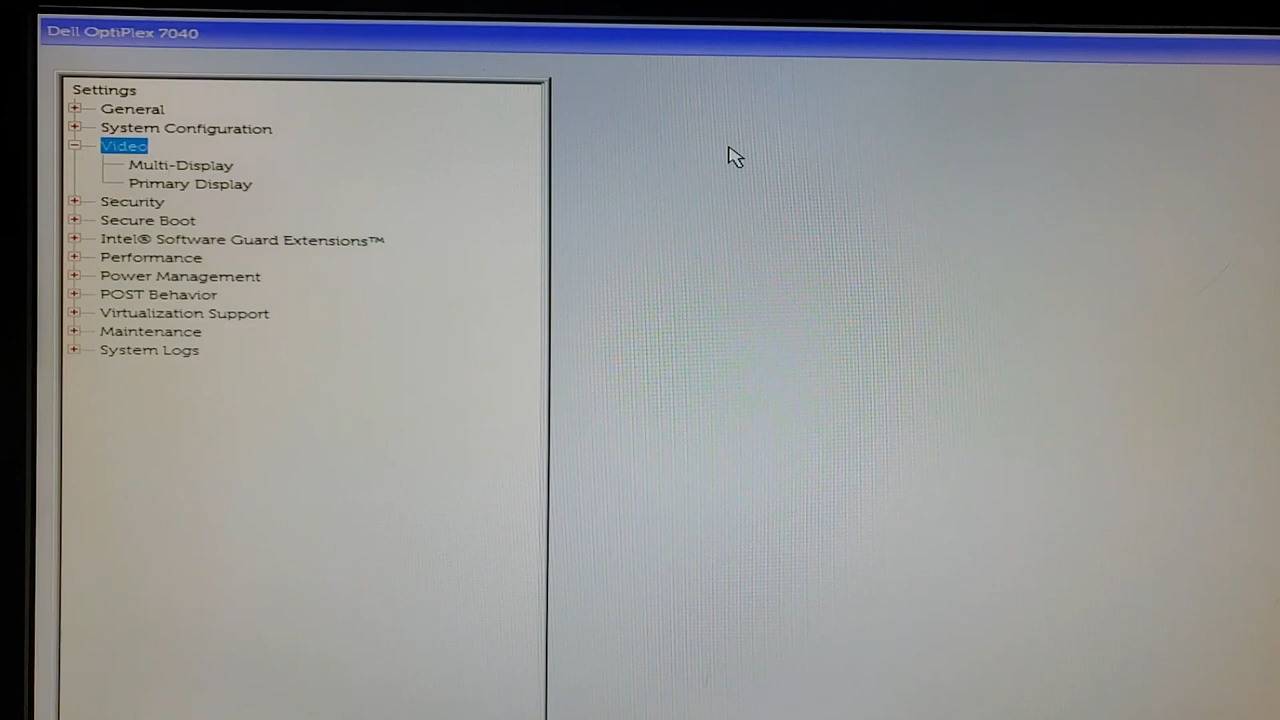 Dell OptiPlex 7040
Settings
General
System Configuration
Video
Multi-Display
Primary Display
Security
Secure Boot
Intel® Software Guard Extensions™
Performance
Power Management
POST Behavior
Virtualization Support
Maintenance
System Logs